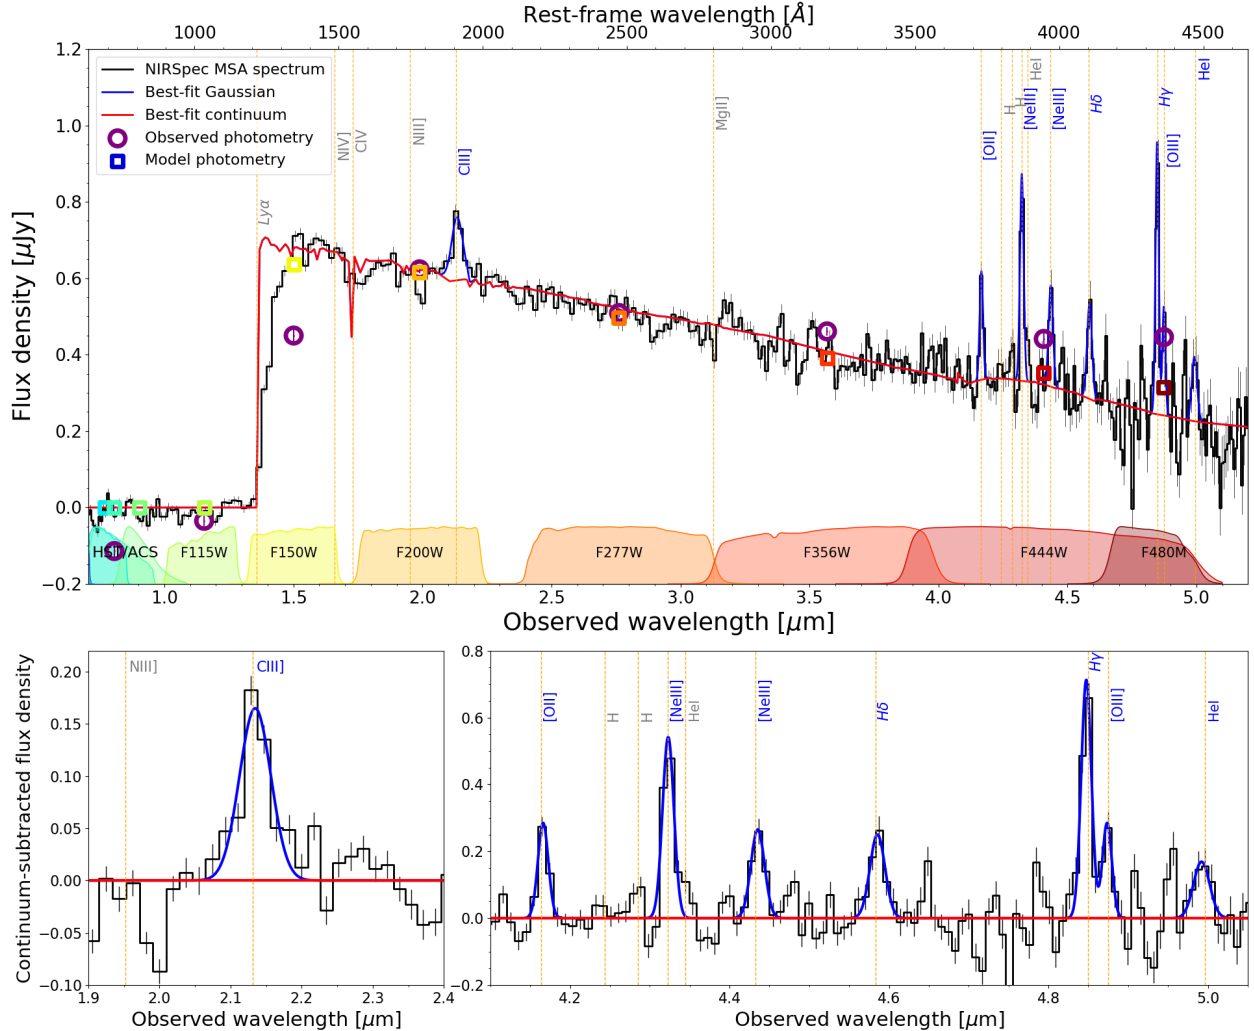 Rest-frame wavelength [Å]
1000 1500 2000 2500 3000 3500 4000 4500
Flux density [μJy]
1.2
1.0
0.8
0.6
0.4
0.2
0.0
−0.2
NIRSpec MSA spectrum
Best-fit Gaussian
Best-fit continuum
Observed photometry
Model photometry
Lyα
NIV]
CIV
NIII]
CIII]
MgII]
[OII]
H
H
[NeIII]
HeI
[NeIII]
Hδ
Hγ
[OIII]
HeI
HST/ACS
F115W
F150W
F200W
F277W
F356W
F444W
F480M
1.0 1.5 2.0 2.5 3.0 3.5 4.0 4.5 5.0
Observed wavelength [μm]
Continuum-subtracted flux density
0.20
0.15
0.10
0.05
0.00
−0.05
−0.10
NIII]
CIII]
1.9 2.0 2.1 2.2 2.3 2.4
Observed wavelength [μm]
0.8
0.6
0.4
0.2
0.0
−0.2
[OII]
H
H
[NeIII]
HeI
[NeIII]
Hδ
Hγ
[OIII]
HeI
4.2 4.4 4.6 4.8 5.0
Observed wavelength [μm]